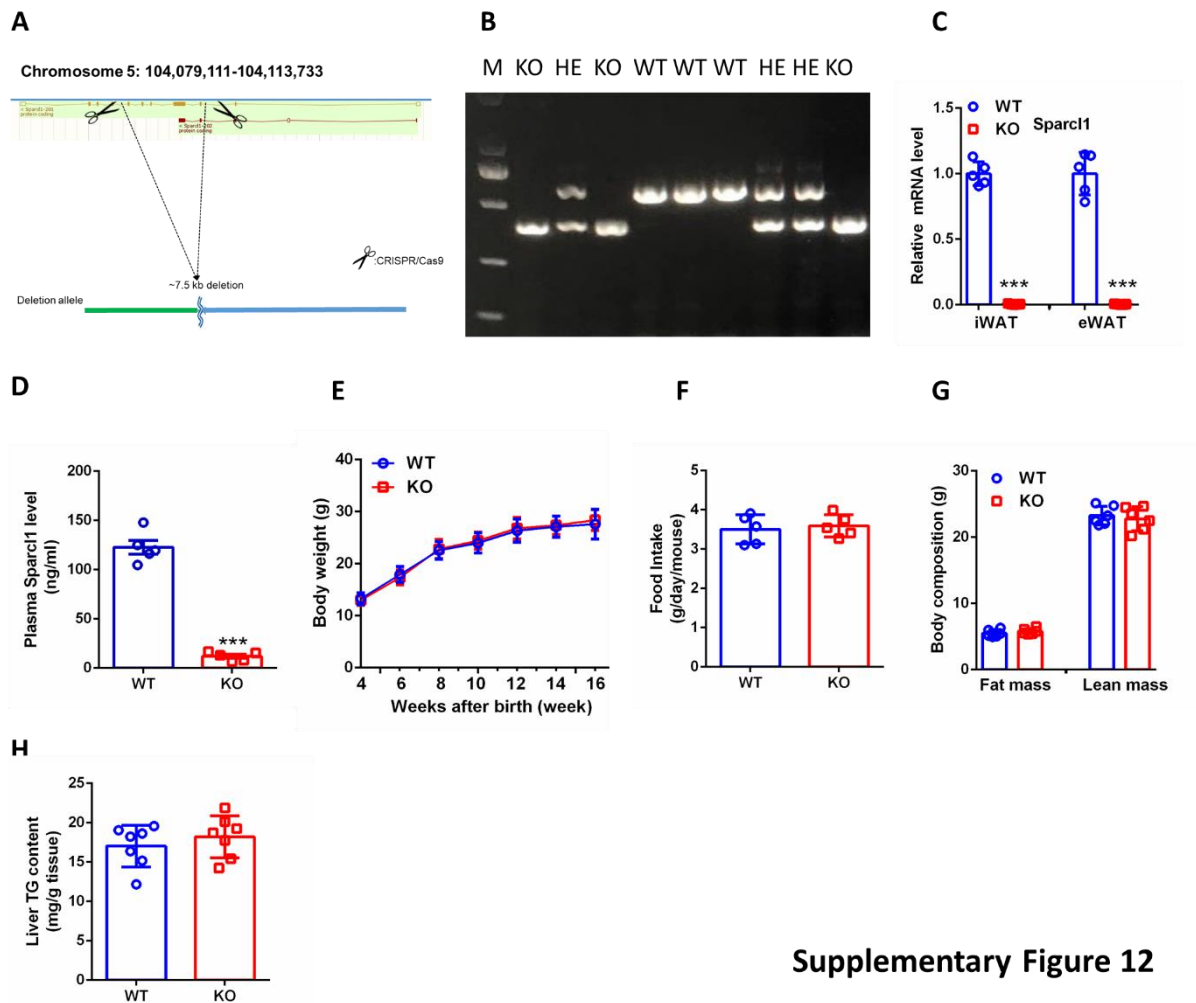 A
Chromosome 5: 104,079,111-104,113,733
protein coding
protein coding
:CRISPR/Cas9
~7.5 kb deletion
Deletion allele
B
M KO HE KO WT WT WT HE HE KO
C
WT
KO
Sparcl1
Relative mRNA level
1.5
1.0
0.5
0.0
***
***
iWAT
eWAT
D
Plasma Sparcl1 level
(ng/ml)
200
150
100
50
0
***
WT
KO
E
WT
KO
Body weight (g)
40
30
20
10
0
4 6 8 10 12 14 16
Weeks after birth (week)
F
Food Intake
(g/day/mouse)
6
5
4
3
2
1
0
WT
KO
G
WT
KO
Body composition (g)
30
20
10
0
Fat mass
Lean mass
H
Liver TG content
(mg/g tissue)
25
20
15
10
5
0
WT
KO
Supplementary Figure 12